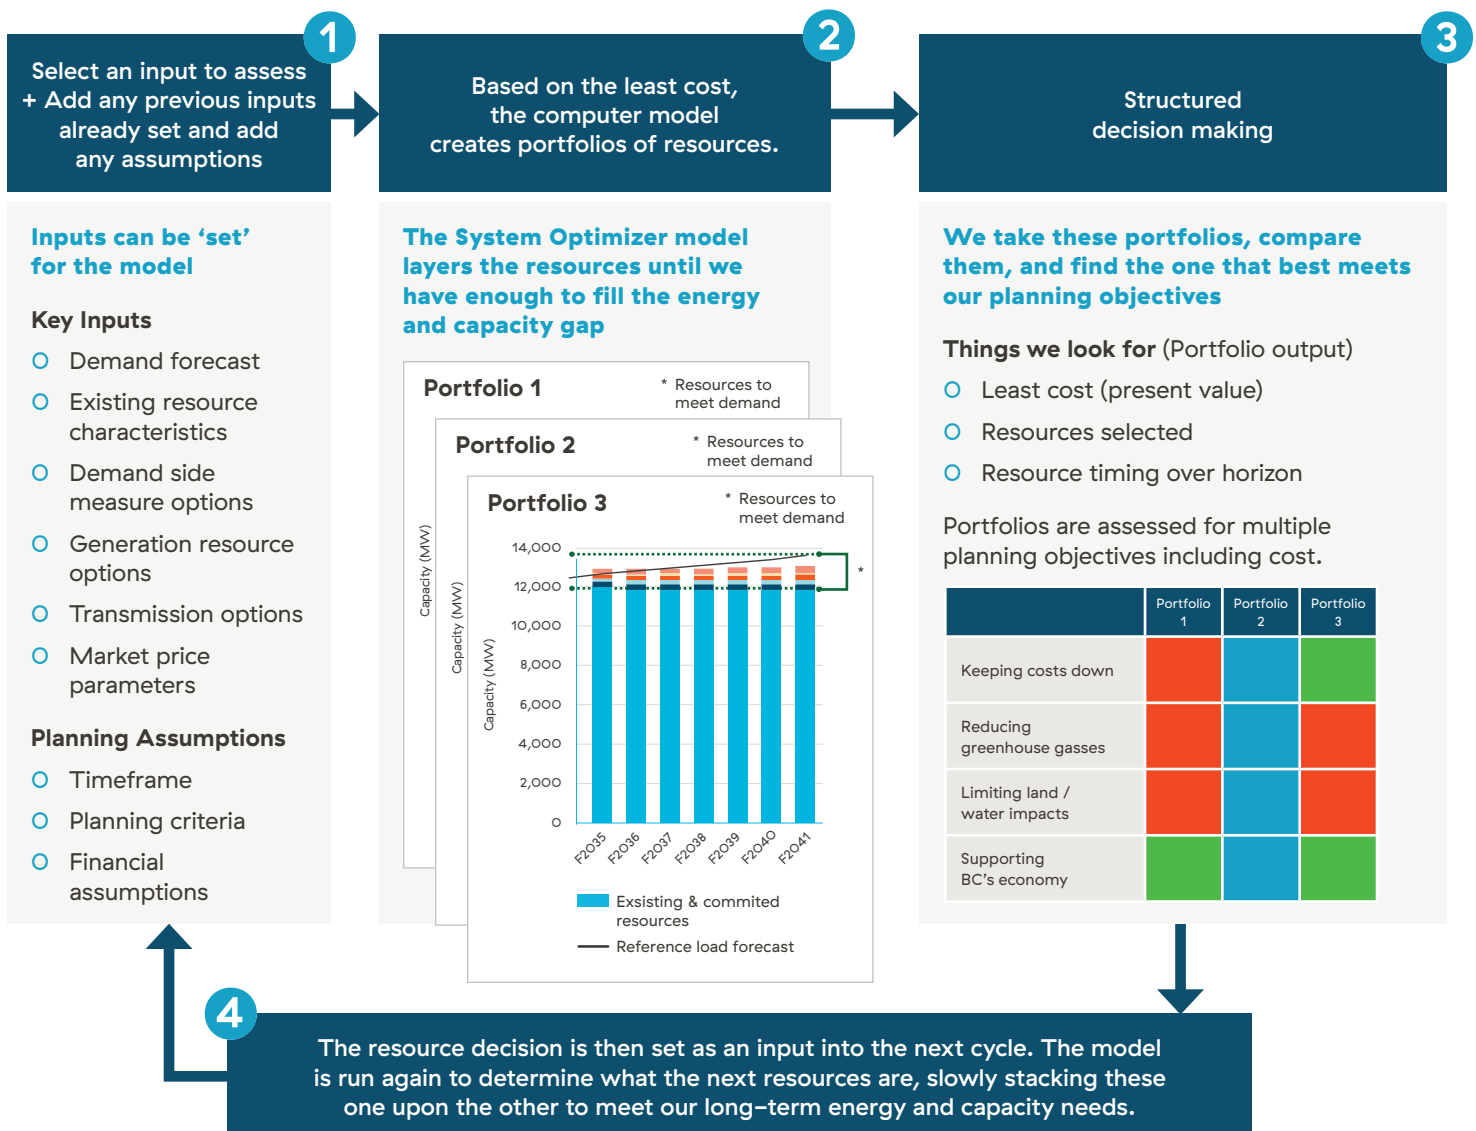 1
Select an input to assess
+ Add any previous inputs
already set and add
any assumptions
2
Based on the least cost,
the computer model
creates portfolios of resources.
3
Structured
decision making
Inputs can be ‘set’
for the model
Key Inputs
Demand forecast
Existing resource
characteristics
Demand side
measure options
Generation resource
options
Transmission options
Market price
parameters
Planning Assumptions
Timeframe
Planning criteria
Financial
assumptions
The System Optimizer model
layers the resources until we
have enough to fill the energy
and capacity gap
Portfolio 1
* Resources to
meet demand
Capacity (MW)
Portfolio 2
* Resources to
meet demand
Capacity (MW)
Portfolio 3
* Resources to
meet demand
Capacity (MW)
14,000
12,000
10,000
8,000
6,000
4,000
2,000
0
*
F2035
F2036
F2037
F2038
F2039
F2040
F2041
Exsisting & commited
resources
Reference load forecast
We take these portfolios, compare
them, and find the one that best meets
our planning objectives
Things we look for (Portfolio output)
Least cost (present value)
Resources selected
Resource timing over horizon
Portfolios are assessed for multiple
planning objectives including cost.
Portfolio
1
Portfolio
2
Portfolio
3
Keeping costs down
Reducing
greenhouse gasses
Limiting land /
water impacts
Supporting
BC’s economy
4
The resource decision is then set as an input into the next cycle. The model
is run again to determine what the next resources are, slowly stacking these
one upon the other to meet our long-term energy and capacity needs.